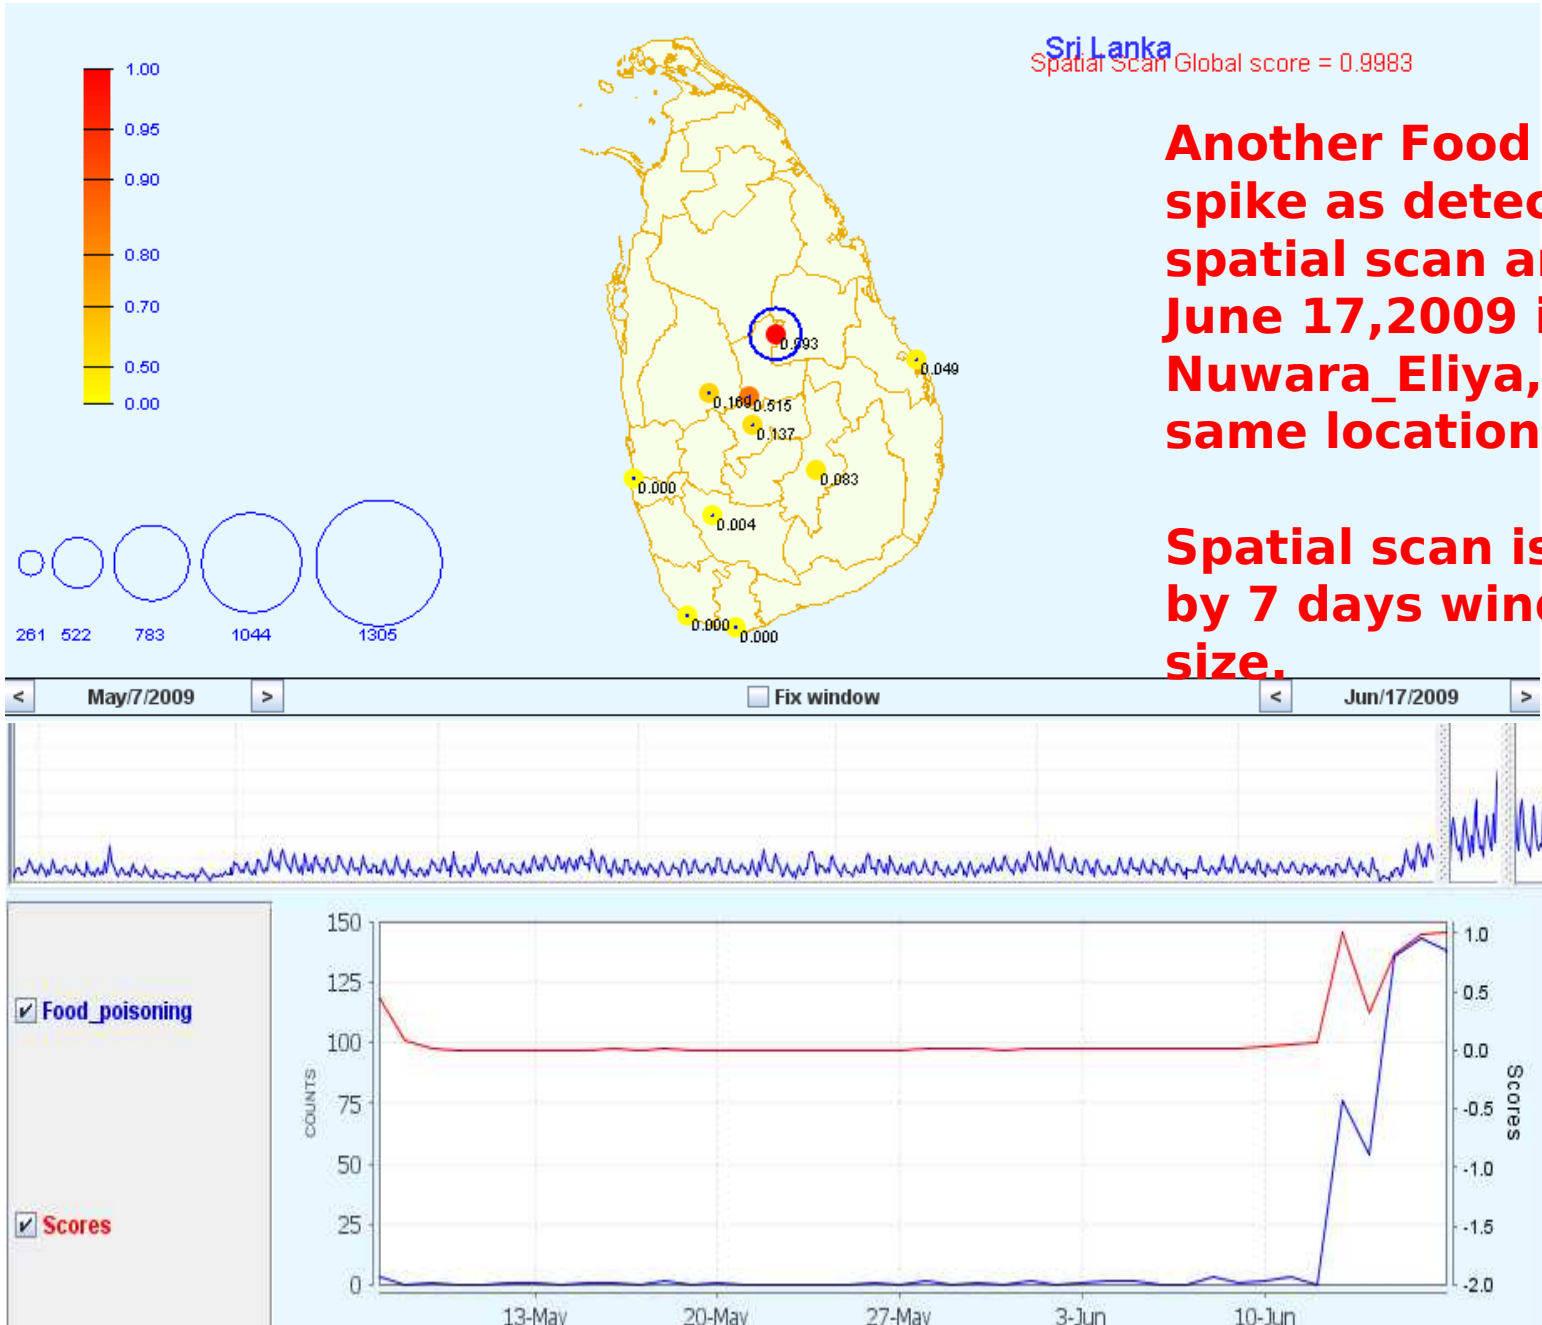 Sri Lanka
Spatial Scan Global score = 0.9983
1.00
0.95
0.90
0.80
0.70
0.50
0.00
Another Food
spike as detec
spatial scan a
June 17,2009
Nuwara_Eliya,
same location
Spatial scan is
by 7 days win
size.
0.993
0.049
0.169
0.515
0.137
0.083
0.000
0.004
0.000
0.000
261 522 783 1044 1305
< May/7/2009 > Fix window < Jun/17/2009 >
Food_poisoning
Scores
COUNTS
150
125
100
75
50
25
0
1.0
0.5
0.0
-0.5
-1.0
-1.5
-2.0
Scores
13-May 20-May 27-May 3-Jun 10-Jun